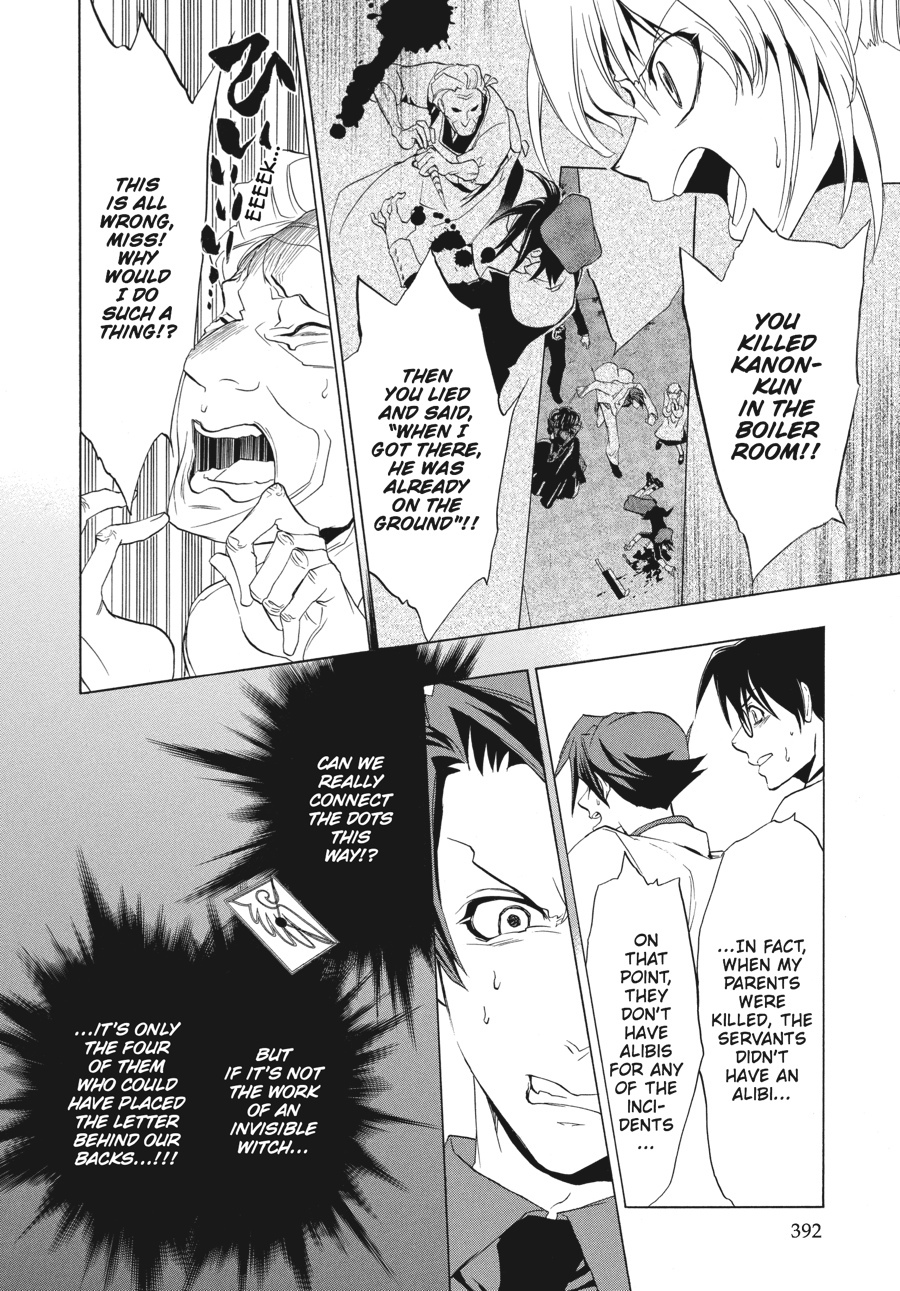 YOU
KILLED
KANON-
KUN
IN THE
BOILER
ROOM!!
THEN
YOU LIED
AND SAID,
"WHEN I
GOT THERE,
HE WAS
ALREADY
ON THE
GROUND"!!
ひいいい
EEEEK...
THIS
IS ALL
WRONG,
MISS!
WHY
WOULD
I DO
SUCH A
THING!?
...IN FACT,
WHEN MY
PARENTS
WERE
KILLED, THE
SERVANTS
DIDN'T
HAVE AN
ALIBI...
ON
THAT
POINT,
THEY
DON'T
HAVE
ALIBIS
FOR ANY
OF THE
INCI-
DENTS
...
CAN WE
REALLY
CONNECT
THE DOTS
THIS
WAY!?
BUT
IF IT'S NOT
THE WORK
OF AN
INVISIBLE
WITCH...
...IT'S ONLY
THE FOUR
OF THEM
WHO COULD
HAVE PLACED
THE LETTER
BEHIND OUR
BACKS...!!!
392